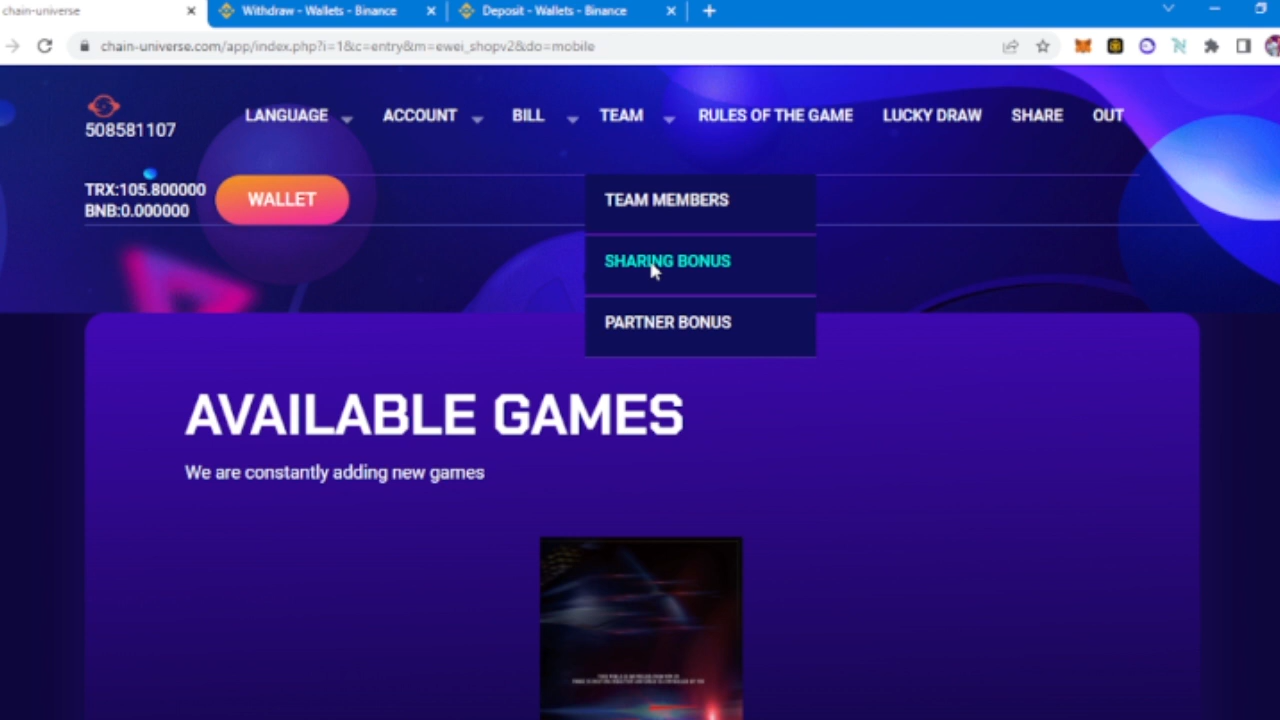 chain-universe
Withdraw - Wallets - Binance
Deposit - Wallets - Binance
chain-universe.com/app/index.php?i=1&c=entry&m=ewei_shopv2&do=mobile
508581107
LANGUAGE
ACCOUNT
BILL
TEAM
RULES OF THE GAME
LUCKY DRAW
SHARE
OUT
TRX:105.800000
BNB:0.000000
WALLET
TEAM MEMBERS
SHARING BONUS
PARTNER BONUS
AVAILABLE GAMES
We are constantly adding new games